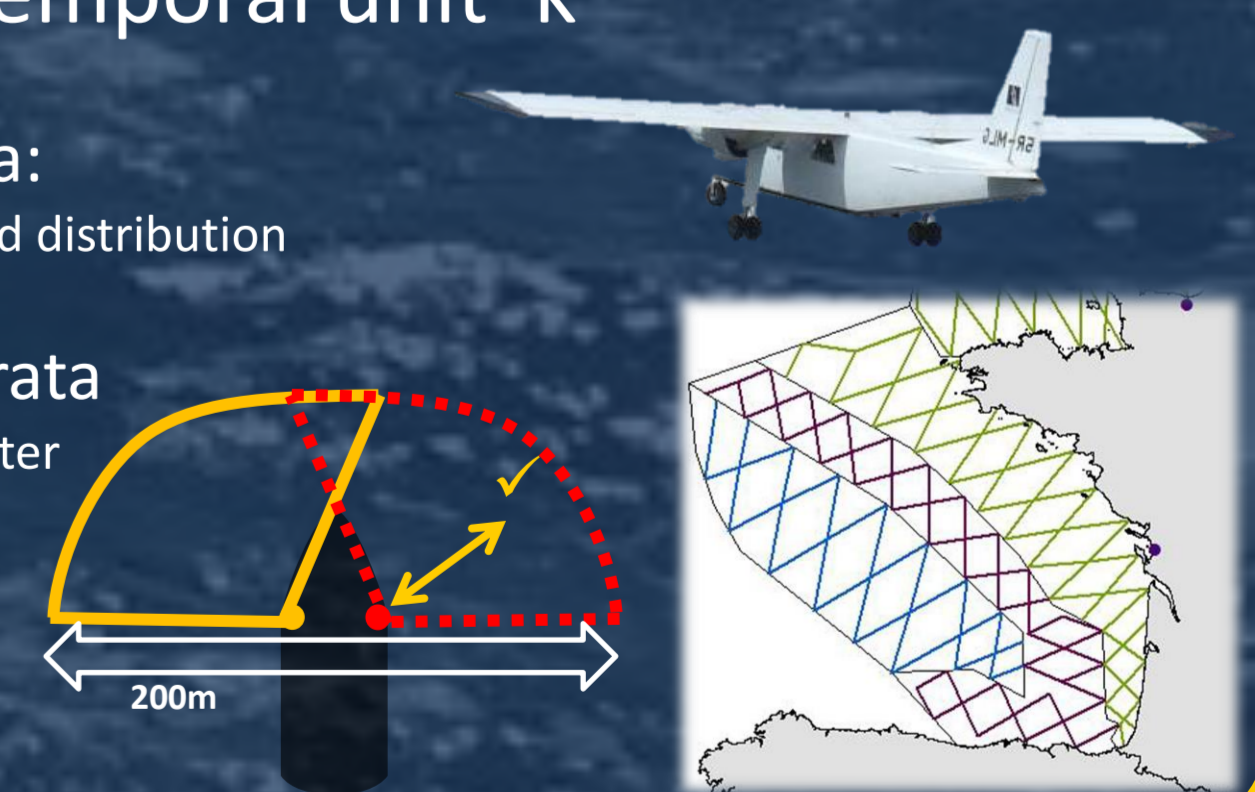 emporal unit "k"
a:
d distribution
rata
ter
200m